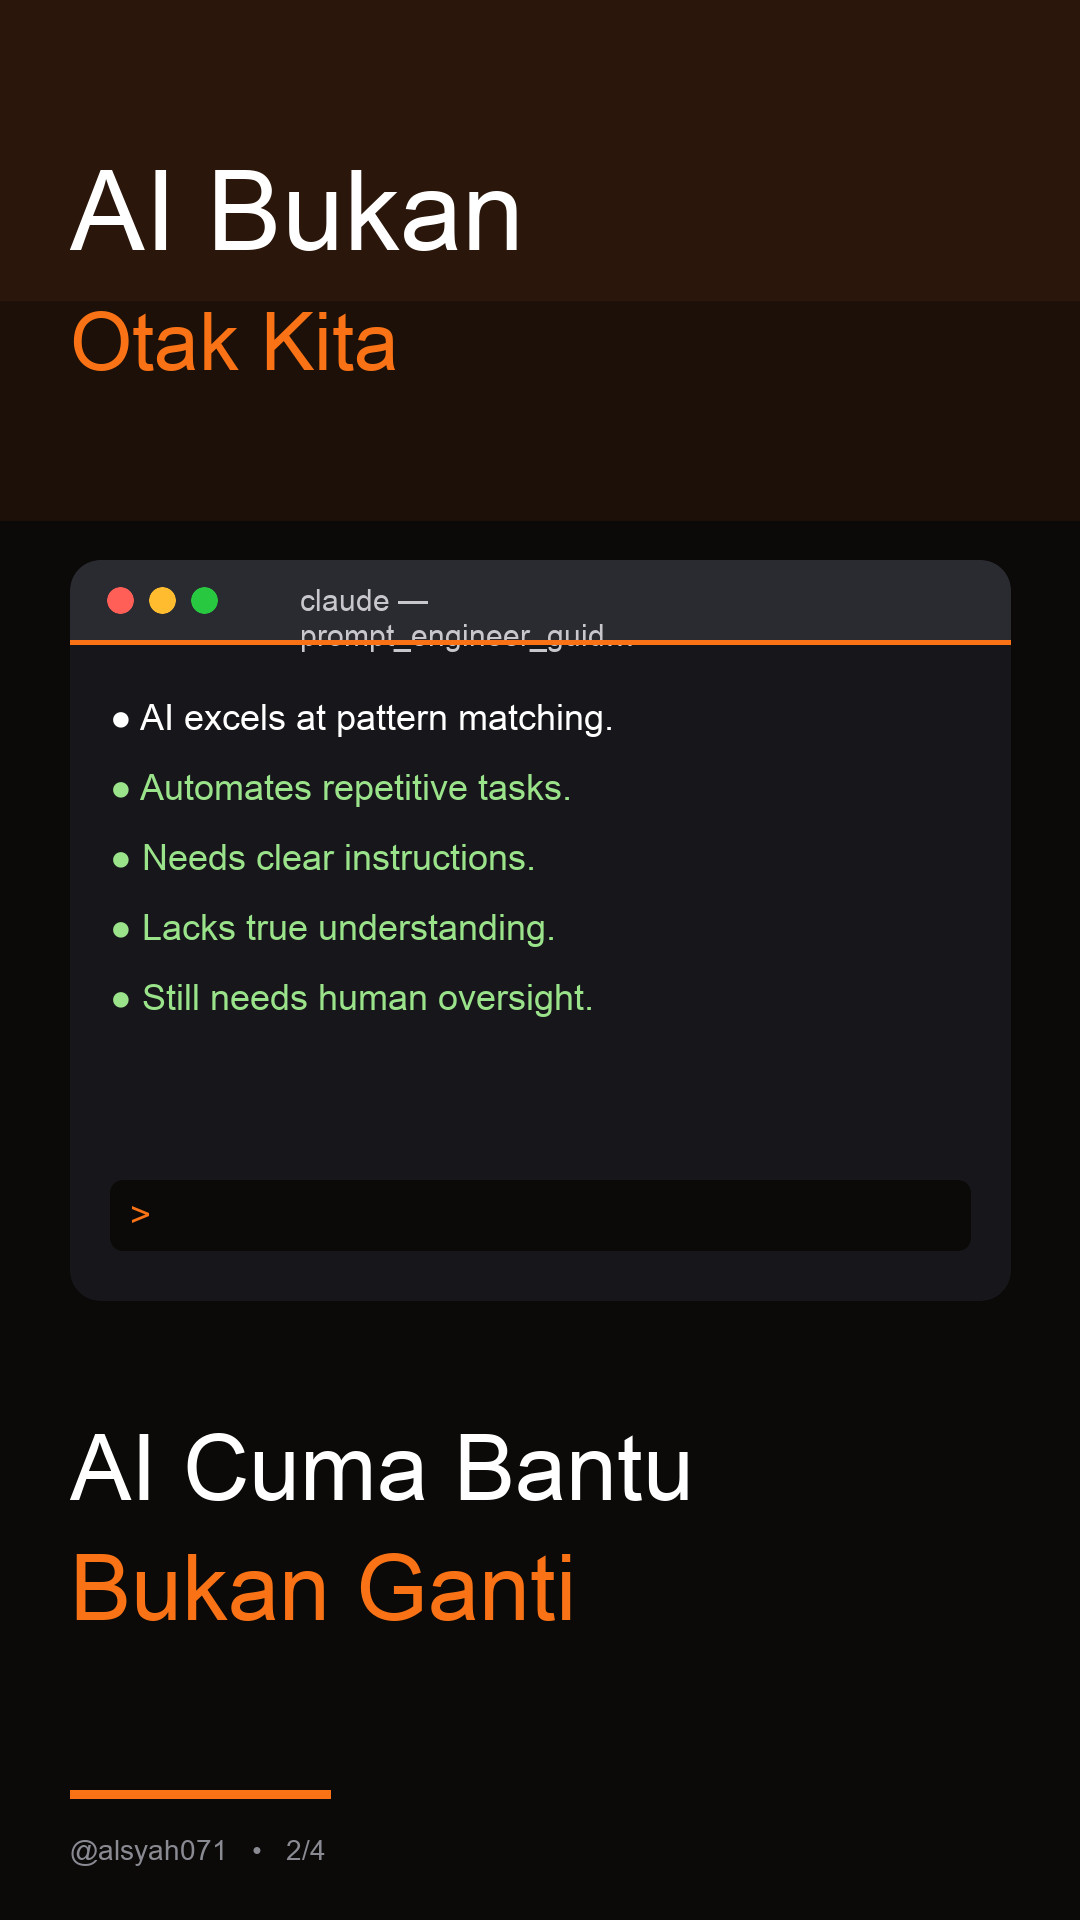 AI Bukan
Otak Kita
claude —
prompt_engineer_guid...
● AI excels at pattern matching.
● Automates repetitive tasks.
● Needs clear instructions.
● Lacks true understanding.
● Still needs human oversight.
>
AI Cuma Bantu
Bukan Ganti
@alsyah071 • 2/4